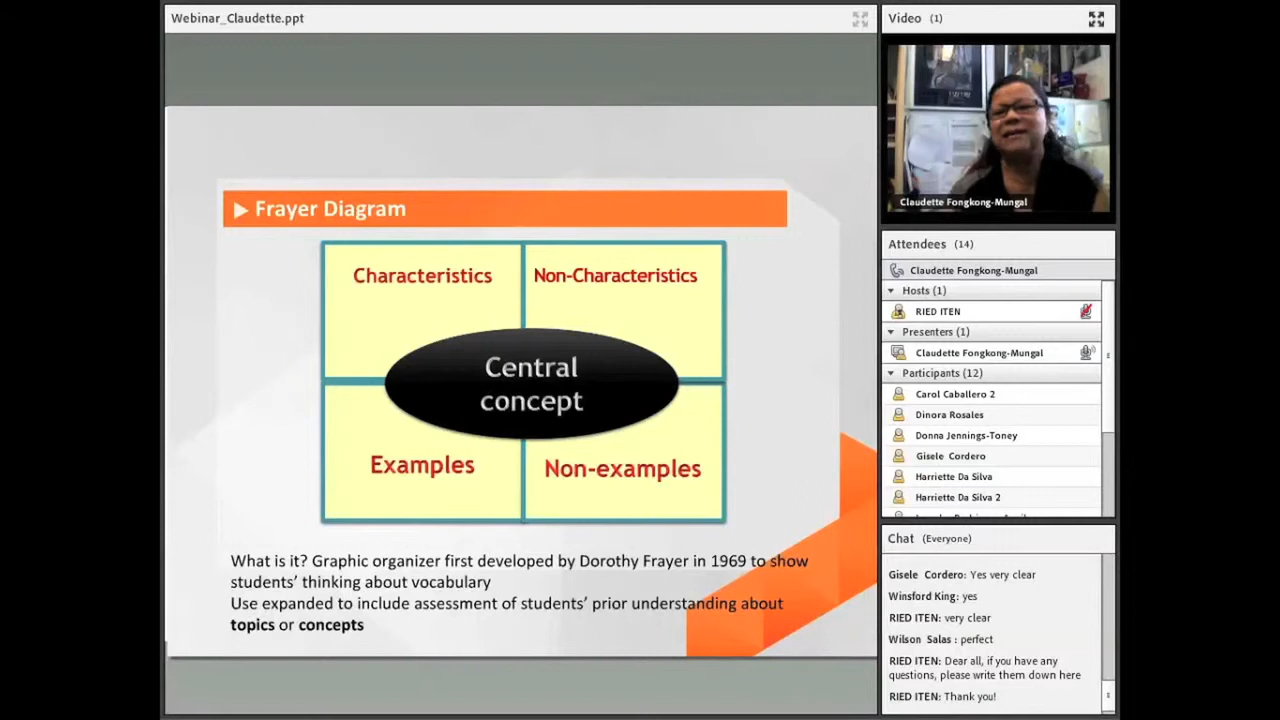 Webinar_Claudette.ppt
Frayer Diagram
Characteristics
Non-Characteristics
Central
concept
Examples
Non-examples
What is it? Graphic organizer first developed by Dorothy Frayer in 1969 to show
students’ thinking about vocabulary
Use expanded to include assessment of students’ prior understanding about
topics or concepts
Video (1)
Claudette Fongkong-Mungal
Attendees (14)
Claudette Fongkong-Mungal
Hosts (1)
RIED ITEN
Presenters (1)
Claudette Fongkong-Mungal
Participants (12)
Carol Caballero 2
Dinora Rosales
Donna Jennings-Toney
Gisele Cordero
Harriette Da Silva
Harriette Da Silva 2
Chat (Everyone)
Gisele Cordero: Yes very clear
Winsford King: yes
RIED ITEN: very clear
Wilson Salas : perfect
RIED ITEN: Dear all, if you have any
questions, please write them down here
RIED ITEN: Thank you!